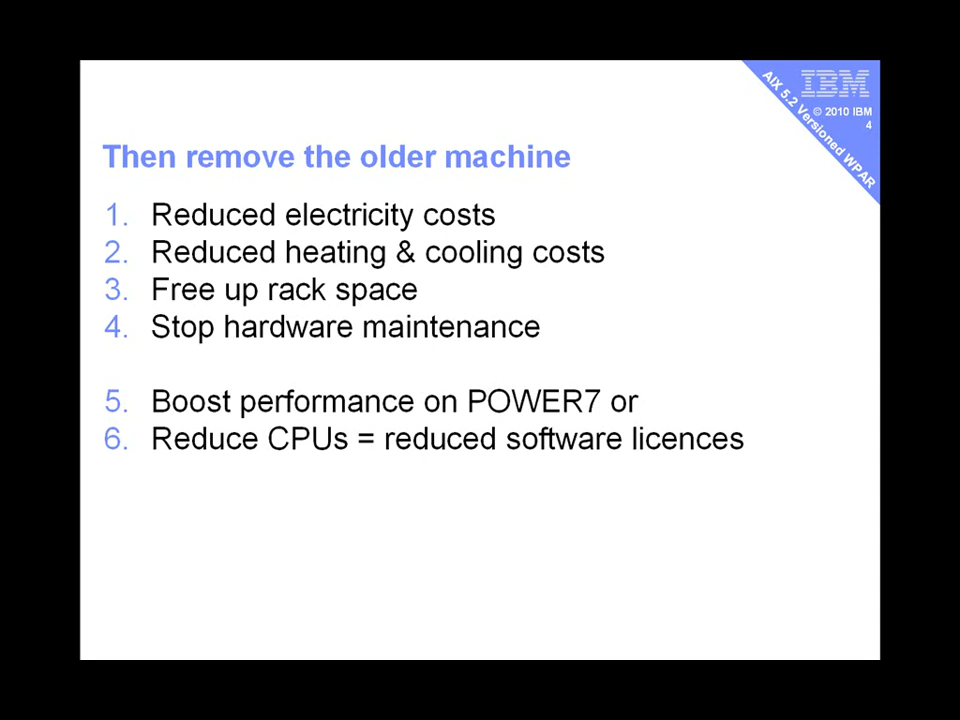 IBM
© 2010 IBM
4
AIX 5.2 Versioned WPAR
Then remove the older machine
1. Reduced electricity costs
2. Reduced heating & cooling costs
3. Free up rack space
4. Stop hardware maintenance
5. Boost performance on POWER7 or
6. Reduce CPUs = reduced software licences